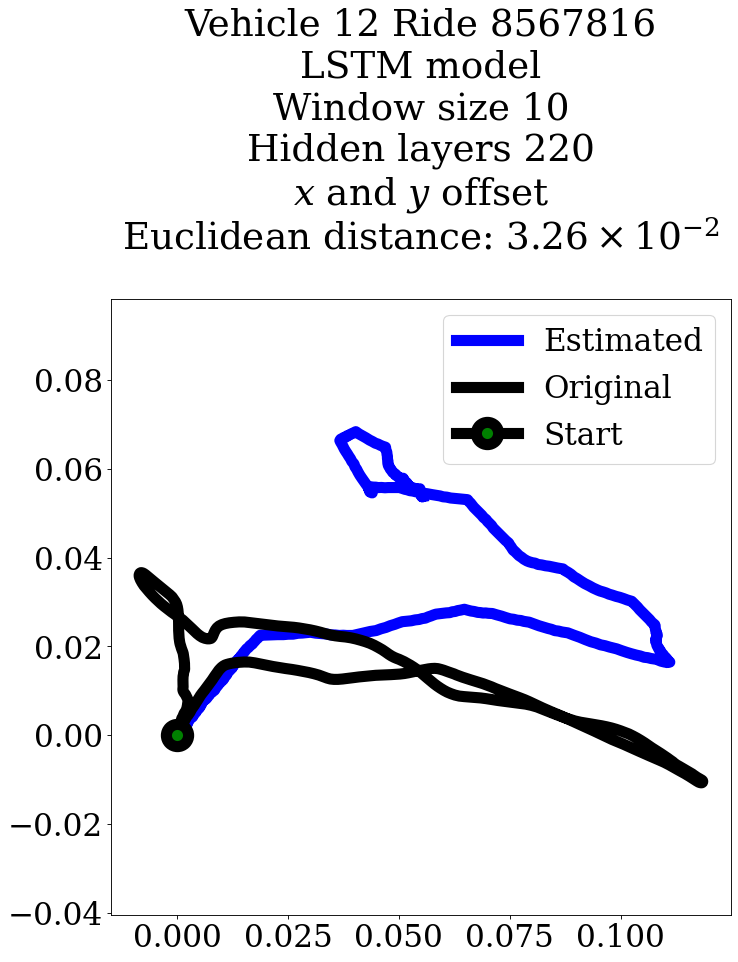 Vehicle 12 Ride 8567816
LSTM model
Window size 10
Hidden layers 220
x and y offset
Euclidean distance: 3.26 × 10⁻²
Estimated
Original
Start
0.08
0.06
0.04
0.02
0.00
−0.02
−0.04
0.000 0.025 0.050 0.075 0.100